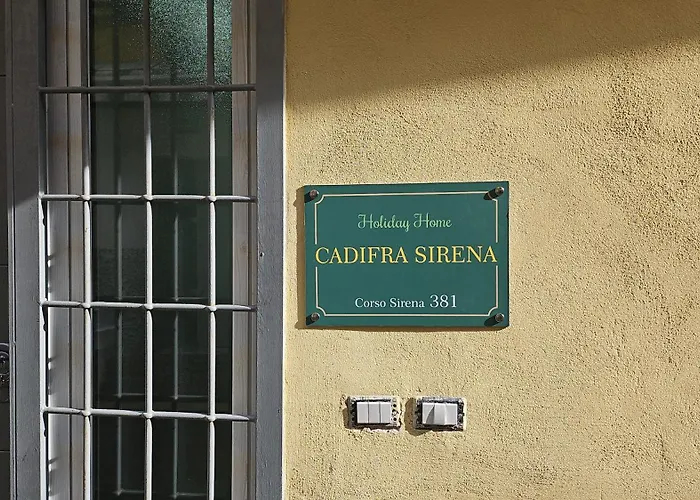 Holiday Home
CADIFRA SIRENA
Corso Sirena 381